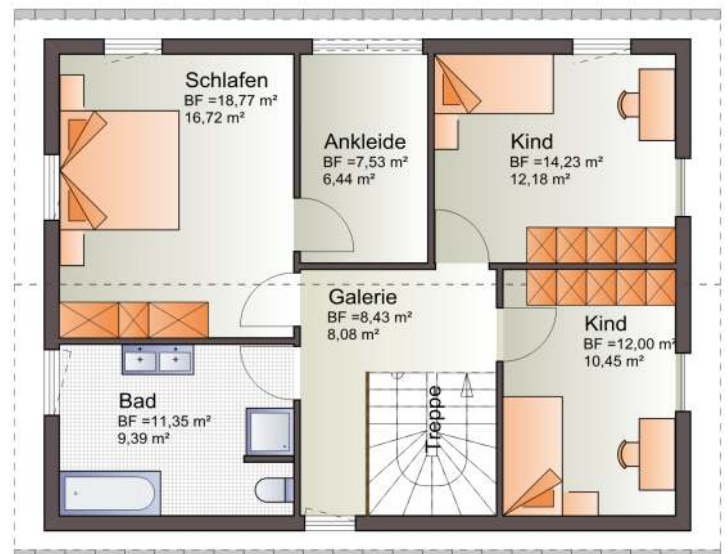 Schlafen
BF =18,77 m²
16,72 m²
Ankleide
BF =7,53 m²
6,44 m²
Kind
BF =14,23 m²
12,18 m²
Galerie
BF =8,43 m²
8,08 m²
Kind
BF =12,00 m²
10,45 m²
Bad
BF =11,35 m²
9,39 m²
Treppe